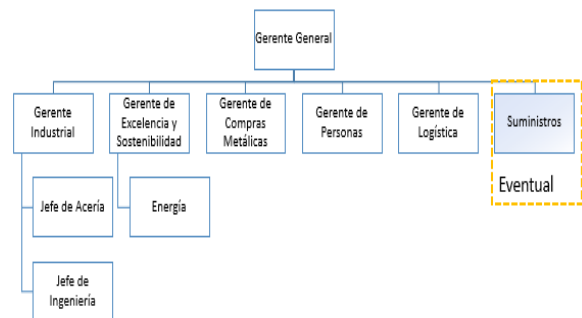 Gerente General
Gerente
Industrial
Gerente de
Excelencia y
Sostenibilidad
Gerente de
Compras
Metálicas
Gerente de
Personas
Gerente de
Logística
Suministros
Eventual
Jefe de Acería
Energía
Jefe de
Ingeniería